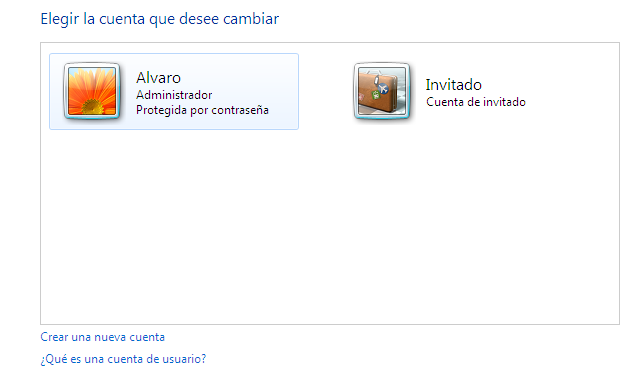 Elegir la cuenta que desee cambiar
Alvaro
Administrador
Protegida por contraseña
Invitado
Cuenta de invitado
Crear una nueva cuenta
¿Qué es una cuenta de usuario?